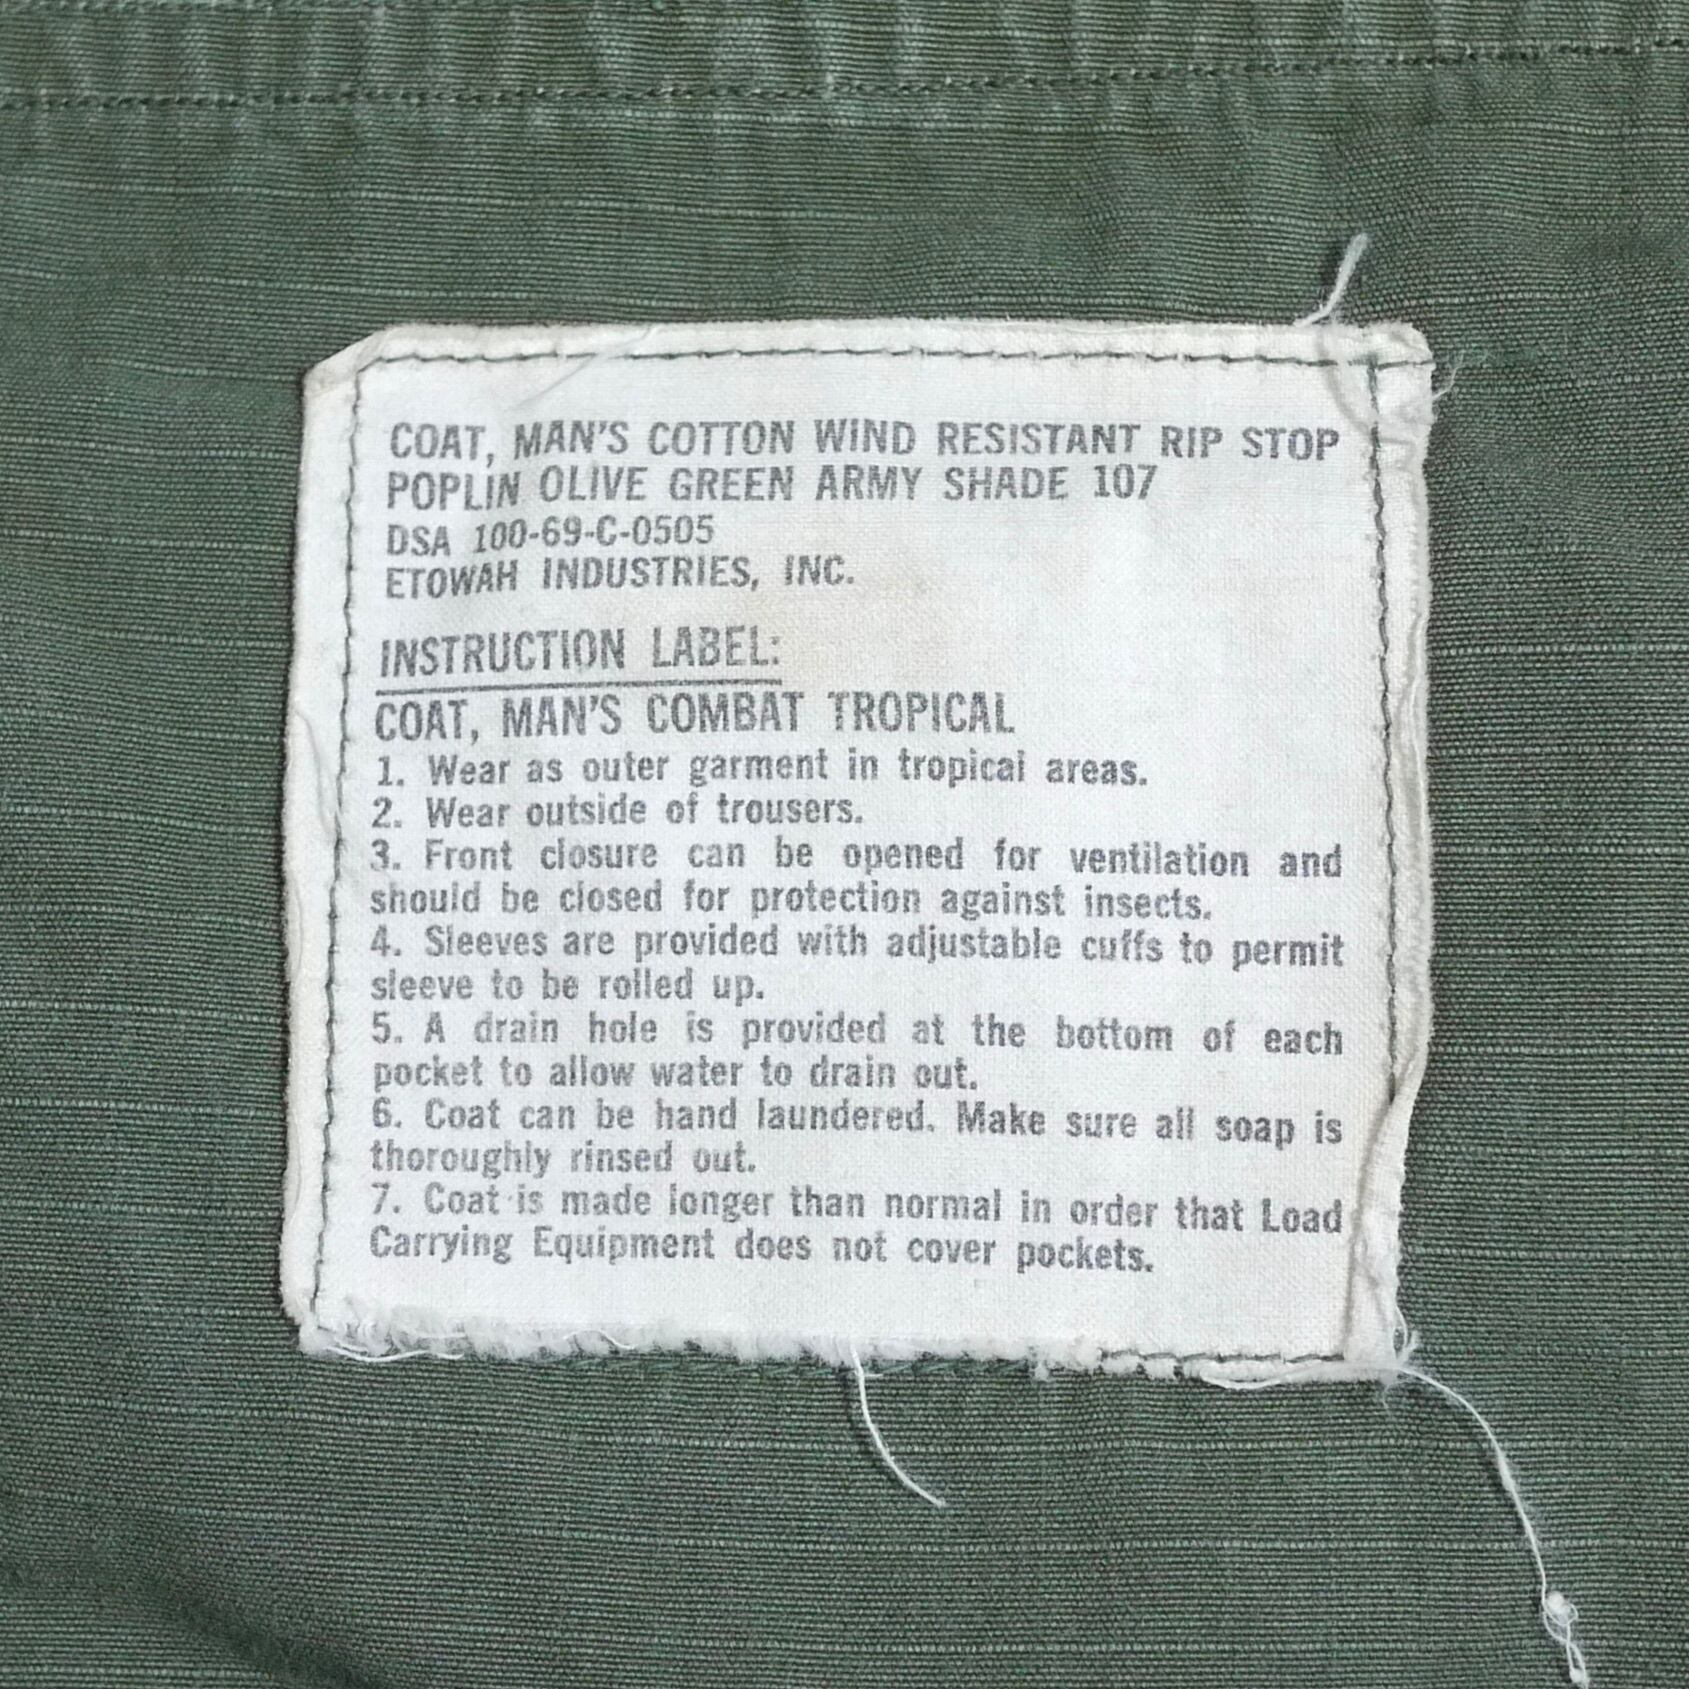 COAT, MAN'S COTTON WIND RESISTANT RIP STOP
POPLIN OLIVE GREEN ARMY SHADE 107
DSA 100-69-C-0505
ETOWAH INDUSTRIES, INC.
INSTRUCTION LABEL:
COAT, MAN'S COMBAT TROPICAL
1. Wear as outer garment in tropical areas.
2. Wear outside of trousers.
3. Front closure can be opened for ventilation and
should be closed for protection against insects.
4. Sleeves are provided with adjustable cuffs to permit
sleeve to be rolled up.
5. A drain hole is provided at the bottom of each
pocket to allow water to drain out.
6. Coat can be hand laundered. Make sure all soap is
thoroughly rinsed out.
7. Coat is made longer than normal in order that Load
Carrying Equipment does not cover pockets.